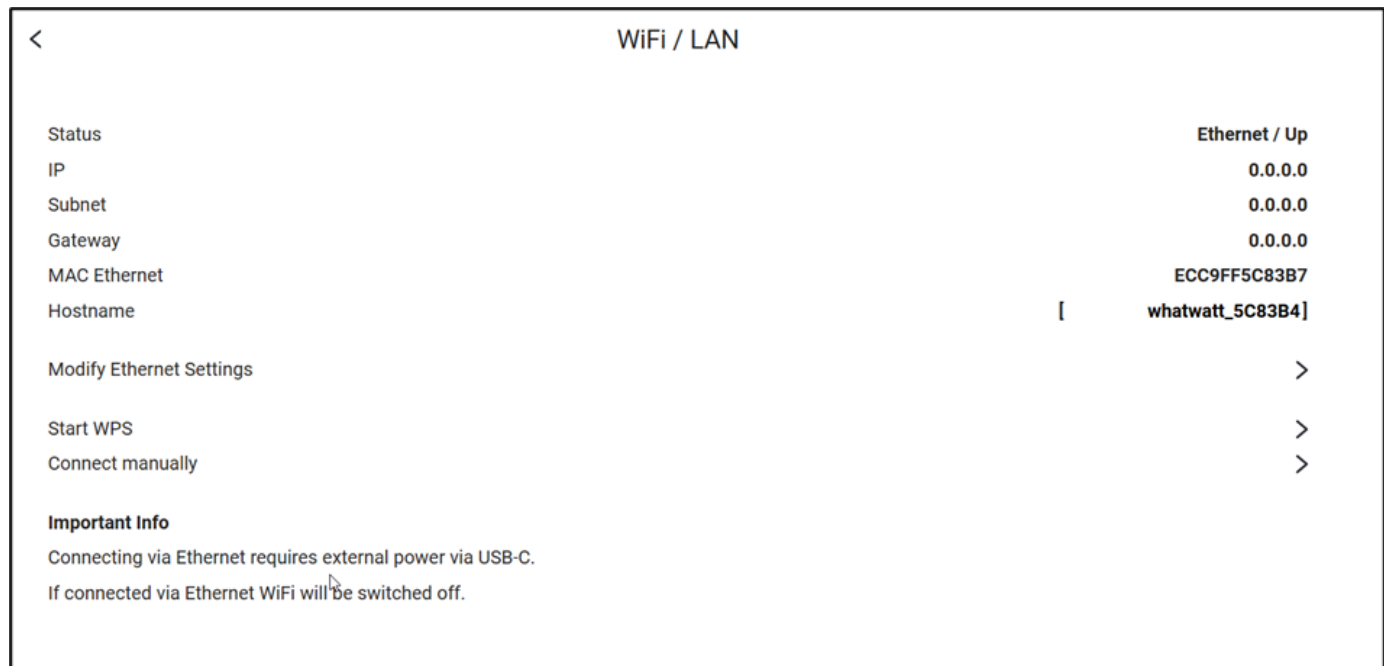 WiFi / LAN
Status Ethernet / Up
IP 0.0.0.0
Subnet 0.0.0.0
Gateway 0.0.0.0
MAC Ethernet ECC9FF5C83B7
Hostname [ whatwatt_5C83B4]
Modify Ethernet Settings
Start WPS
Connect manually
Important Info
Connecting via Ethernet requires external power via USB-C.
If connected via Ethernet WiFi will be switched off.